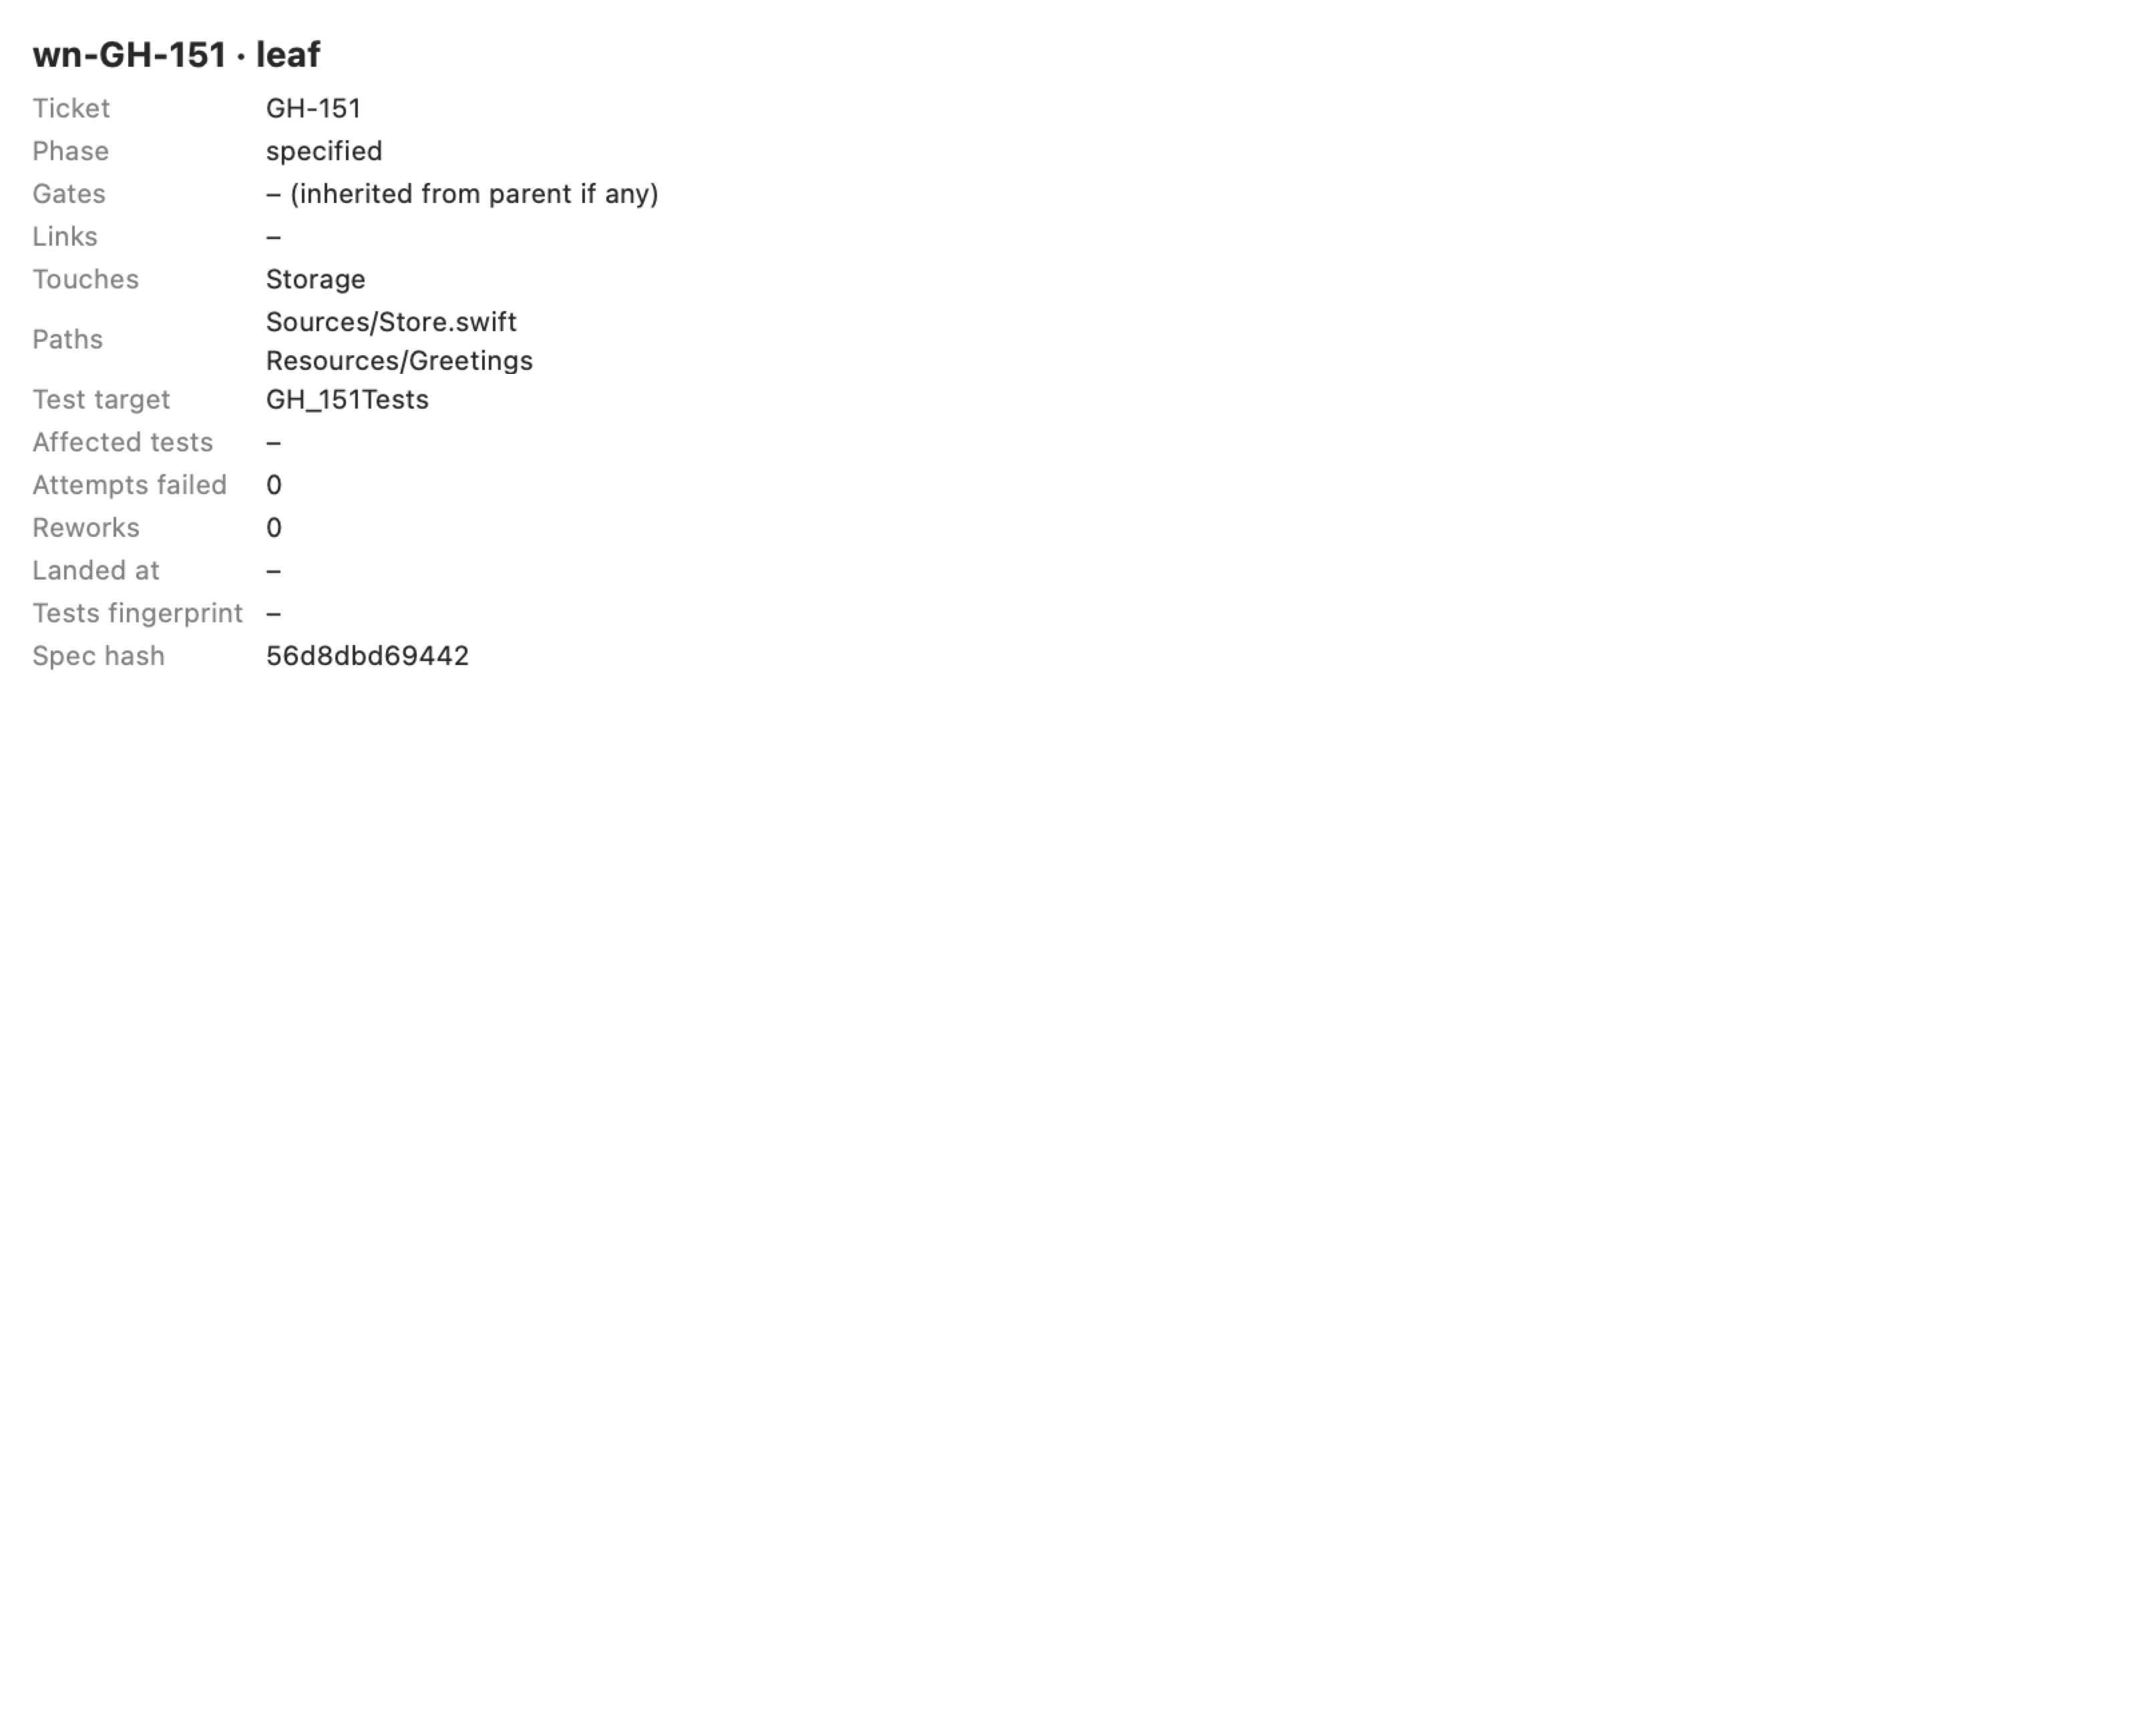 wn-GH-151 · leaf
Ticket GH-151
Phase specified
Gates – (inherited from parent if any)
Links –
Touches Storage
Paths Sources/Store.swift
Resources/Greetings
Test target GH_151Tests
Affected tests –
Attempts failed 0
Reworks 0
Landed at –
Tests fingerprint –
Spec hash 56d8dbd69442